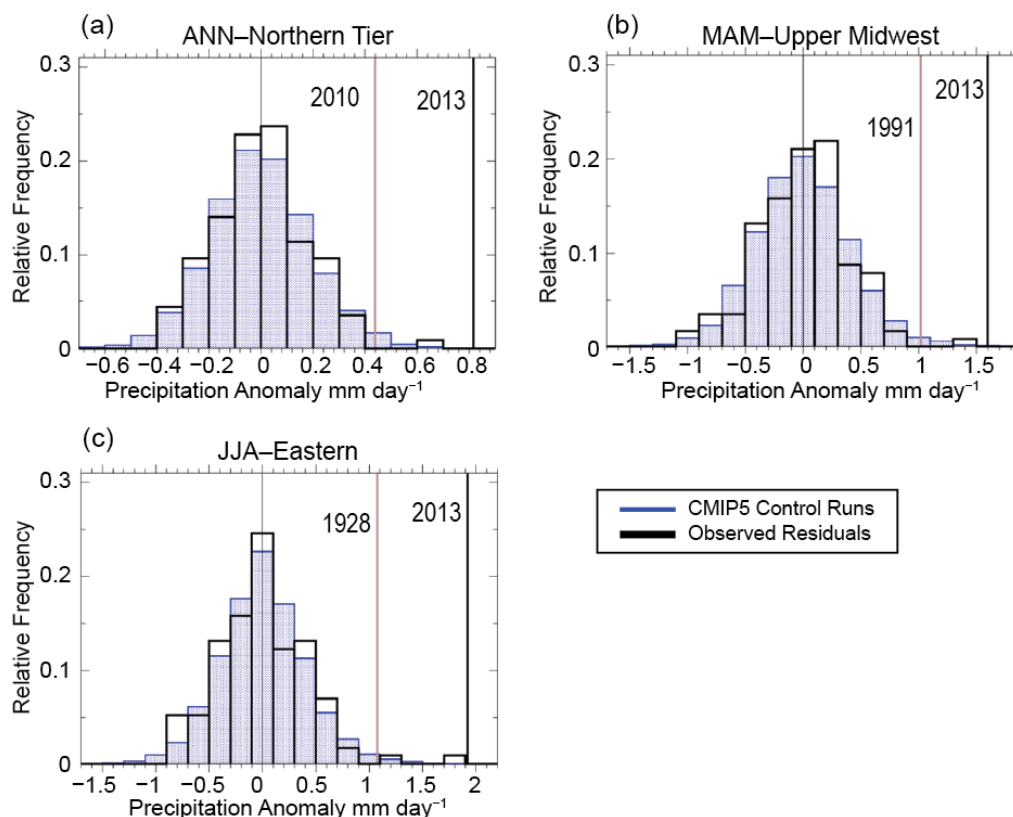 (a)
ANN–Northern Tier
0.3
0.2
0.1
0
Relative Frequency
2010
2013
−0.6 −0.4 −0.2 0 0.2 0.4 0.6 0.8
Precipitation Anomaly mm day⁻¹
(b)
MAM–Upper Midwest
0.3
0.2
0.1
0
Relative Frequency
2013
1991
−1.5 −1 −0.5 0 0.5 1 1.5
Precipitation Anomaly mm day⁻¹
(c)
JJA–Eastern
0.3
0.2
0.1
0
Relative Frequency
1928
2013
−1.5 −1 −0.5 0 0.5 1 1.5 2
Precipitation Anomaly mm day⁻¹
CMIP5 Control Runs
Observed Residuals